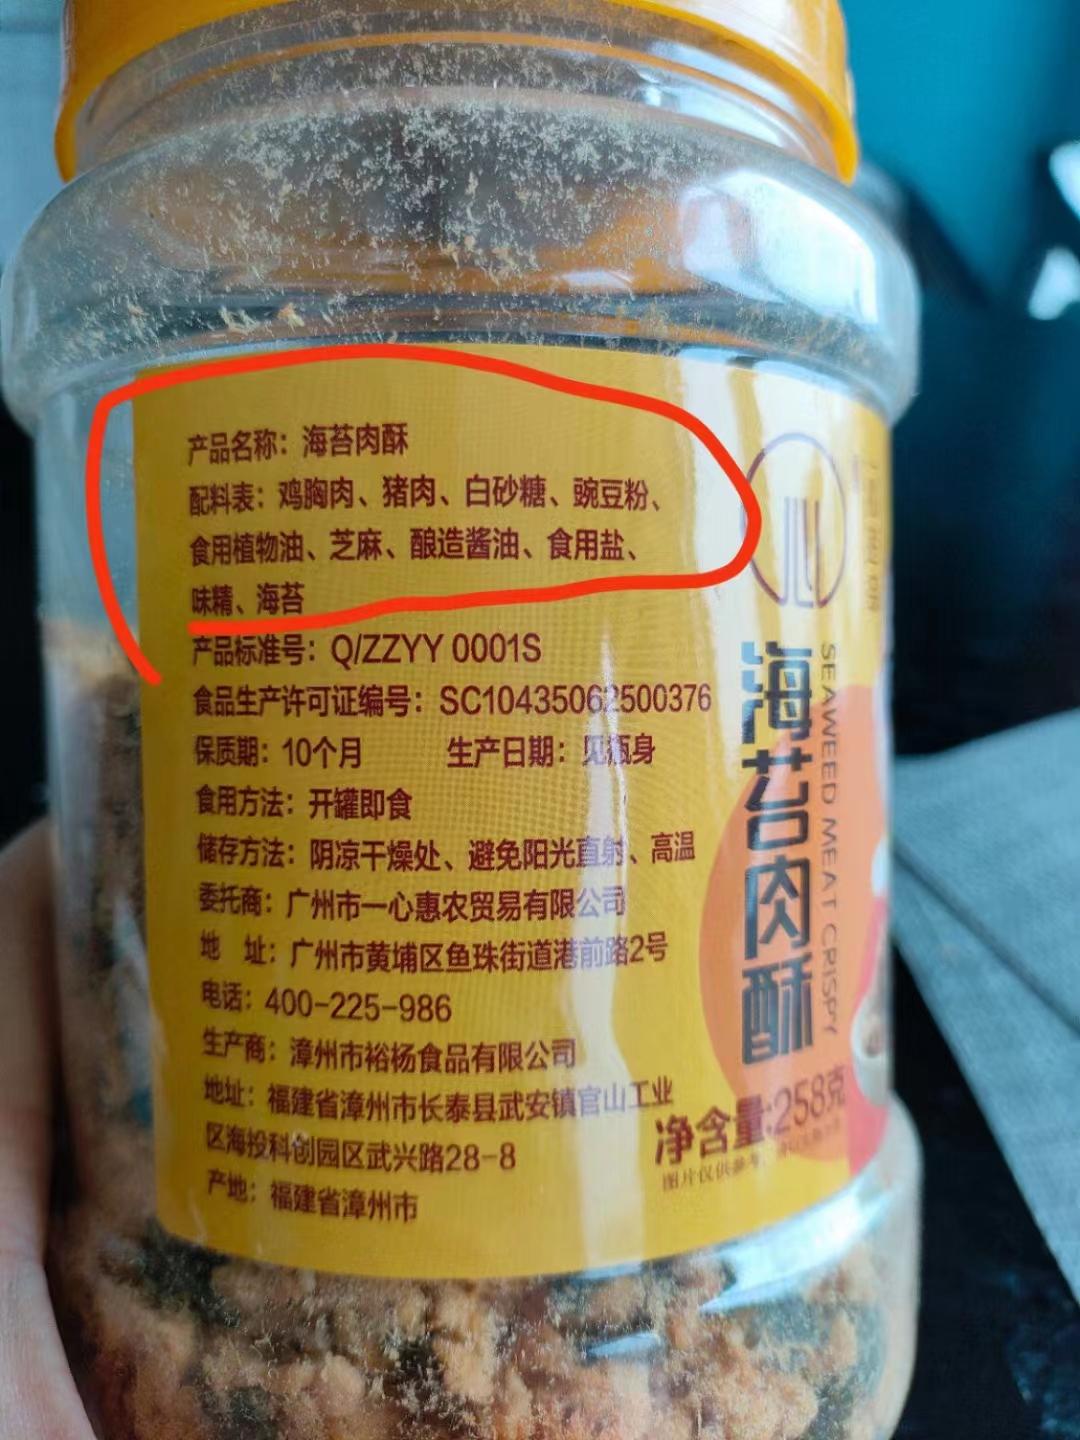 产品名称：海苔肉酥
配料表：鸡胸肉、猪肉、白砂糖、豌豆粉、
食用植物油、芝麻、酿造酱油、食用盐、
味精、海苔
产品标准号：Q/ZZYY 0001S
食品生产许可证编号：SC10435062500376
保质期：10个月 生产日期：见瓶身
食用方法：开罐即食
储存方法：阴凉干燥处、避免阳光直射、高温
委托商：广州市一心惠农贸易有限公司
地 址：广州市黄埔区鱼珠街道港前路2号
电话：400-225-986
生产商：漳州市裕杨食品有限公司
地址：福建省漳州市长泰县武安镇官山工业
区海投科创园区武兴路28-8
产地：福建省漳州市
海苔肉酥
SEAWEED MEAT CRISPY
净含量:258克
图片仅供参考